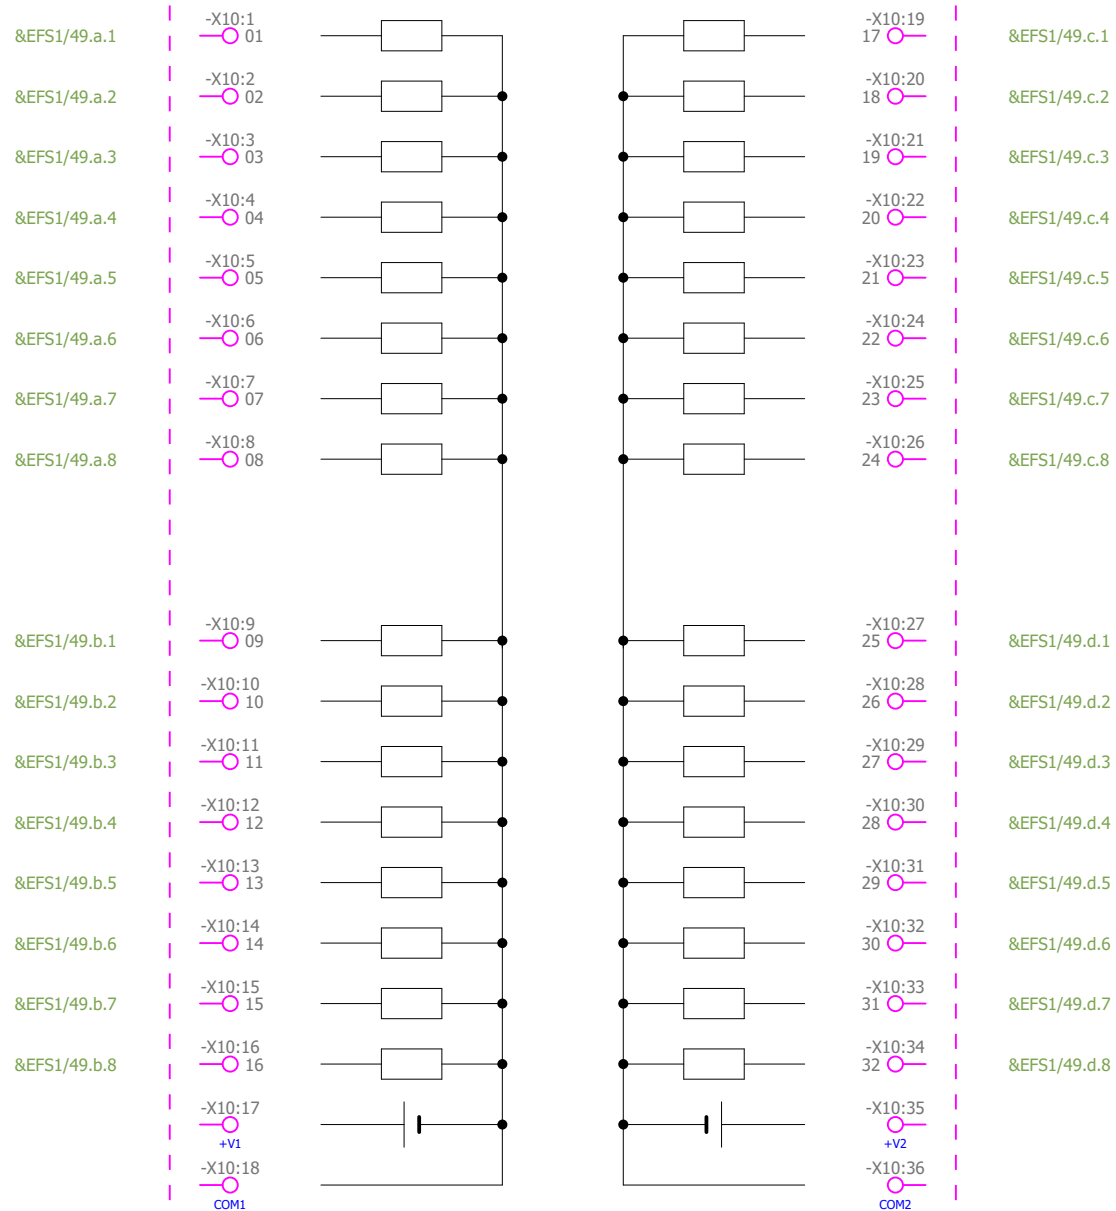 -X10:1 -X10:19
&EFS1/49.a.1 01 17 &EFS1/49.c.1
-X10:2 -X10:20
&EFS1/49.a.2 02 18 &EFS1/49.c.2
-X10:3 -X10:21
&EFS1/49.a.3 03 19 &EFS1/49.c.3
-X10:4 -X10:22
&EFS1/49.a.4 04 20 &EFS1/49.c.4
-X10:5 -X10:23
&EFS1/49.a.5 05 21 &EFS1/49.c.5
-X10:6 -X10:24
&EFS1/49.a.6 06 22 &EFS1/49.c.6
-X10:7 -X10:25
&EFS1/49.a.7 07 23 &EFS1/49.c.7
-X10:8 -X10:26
&EFS1/49.a.8 08 24 &EFS1/49.c.8
-X10:9 -X10:27
&EFS1/49.b.1 09 25 &EFS1/49.d.1
-X10:10 -X10:28
&EFS1/49.b.2 10 26 &EFS1/49.d.2
-X10:11 -X10:29
&EFS1/49.b.3 11 27 &EFS1/49.d.3
-X10:12 -X10:30
&EFS1/49.b.4 12 28 &EFS1/49.d.4
-X10:13 -X10:31
&EFS1/49.b.5 13 29 &EFS1/49.d.5
-X10:14 -X10:32
&EFS1/49.b.6 14 30 &EFS1/49.d.6
-X10:15 -X10:33
&EFS1/49.b.7 15 31 &EFS1/49.d.7
-X10:16 -X10:34
&EFS1/49.b.8 16 32 &EFS1/49.d.8
-X10:17 -X10:35
+V1 +V2
-X10:18 -X10:36
COM1 COM2